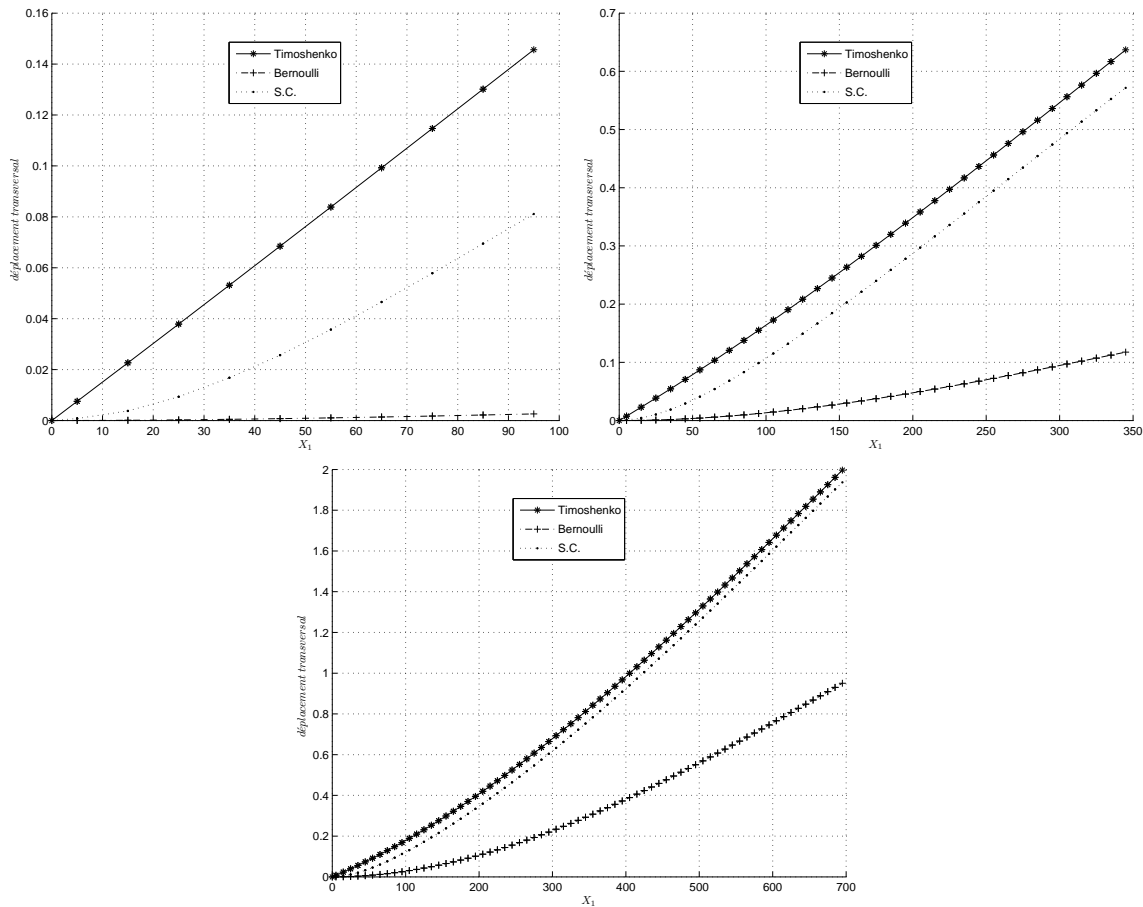 0.16
0.14
0.12
0.1
0.08
0.06
0.04
0.02
0
0 10 20 30 40 50 60 70 80 90 100
déplacement transversal
X1
Timoshenko
Bernoulli
S.C.
0.7
0.6
0.5
0.4
0.3
0.2
0.1
0
0 50 100 150 200 250 300 350
déplacement transversal
X1
Timoshenko
Bernoulli
S.C.
2
1.8
1.6
1.4
1.2
1
0.8
0.6
0.4
0.2
0
0 100 200 300 400 500 600 700
déplacement transversal
X1
Timoshenko
Bernoulli
S.C.